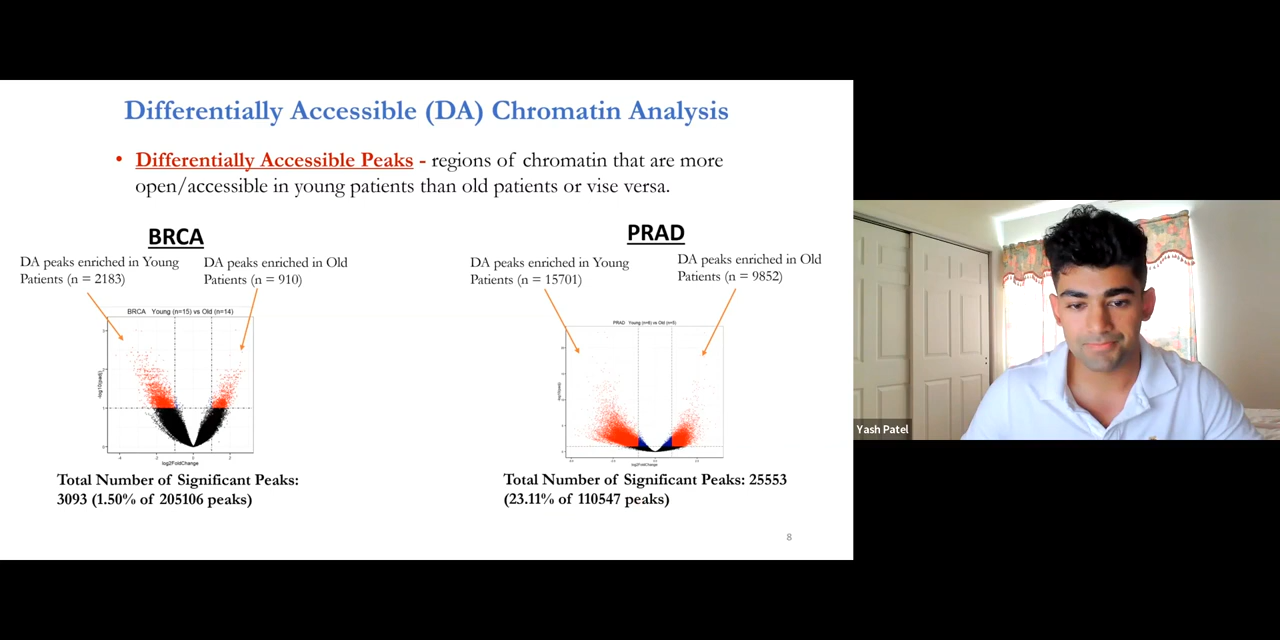 Differentially Accessible (DA) Chromatin Analysis
• Differentially Accessible Peaks - regions of chromatin that are more
open/accessible in young patients than old patients or vise versa.
BRCA
DA peaks enriched in Young
Patients (n = 2183)
DA peaks enriched in Old
Patients (n = 910)
BRCA Young (n=15) vs Old (n=14)
-log10(padj)
log2FoldChange
Total Number of Significant Peaks:
3093 (1.50% of 205106 peaks)
PRAD
DA peaks enriched in Young
Patients (n = 15701)
DA peaks enriched in Old
Patients (n = 9852)
PRAD Young (n=6) vs Old (n=5)
log2FoldChange
Total Number of Significant Peaks: 25553
(23.11% of 110547 peaks)
8
Yash Patel